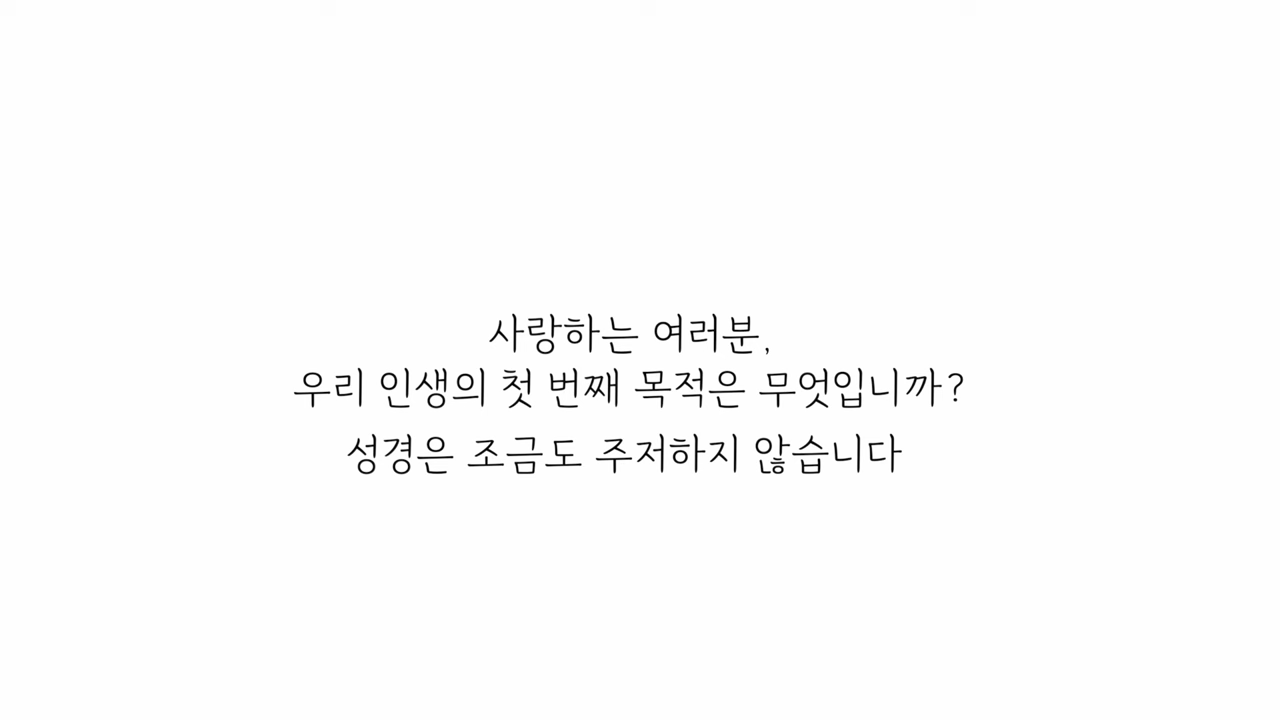 사랑하는 여러분,
우리 인생의 첫 번째 목적은 무엇입니까?
성경은 조금도 주저하지 않습니다